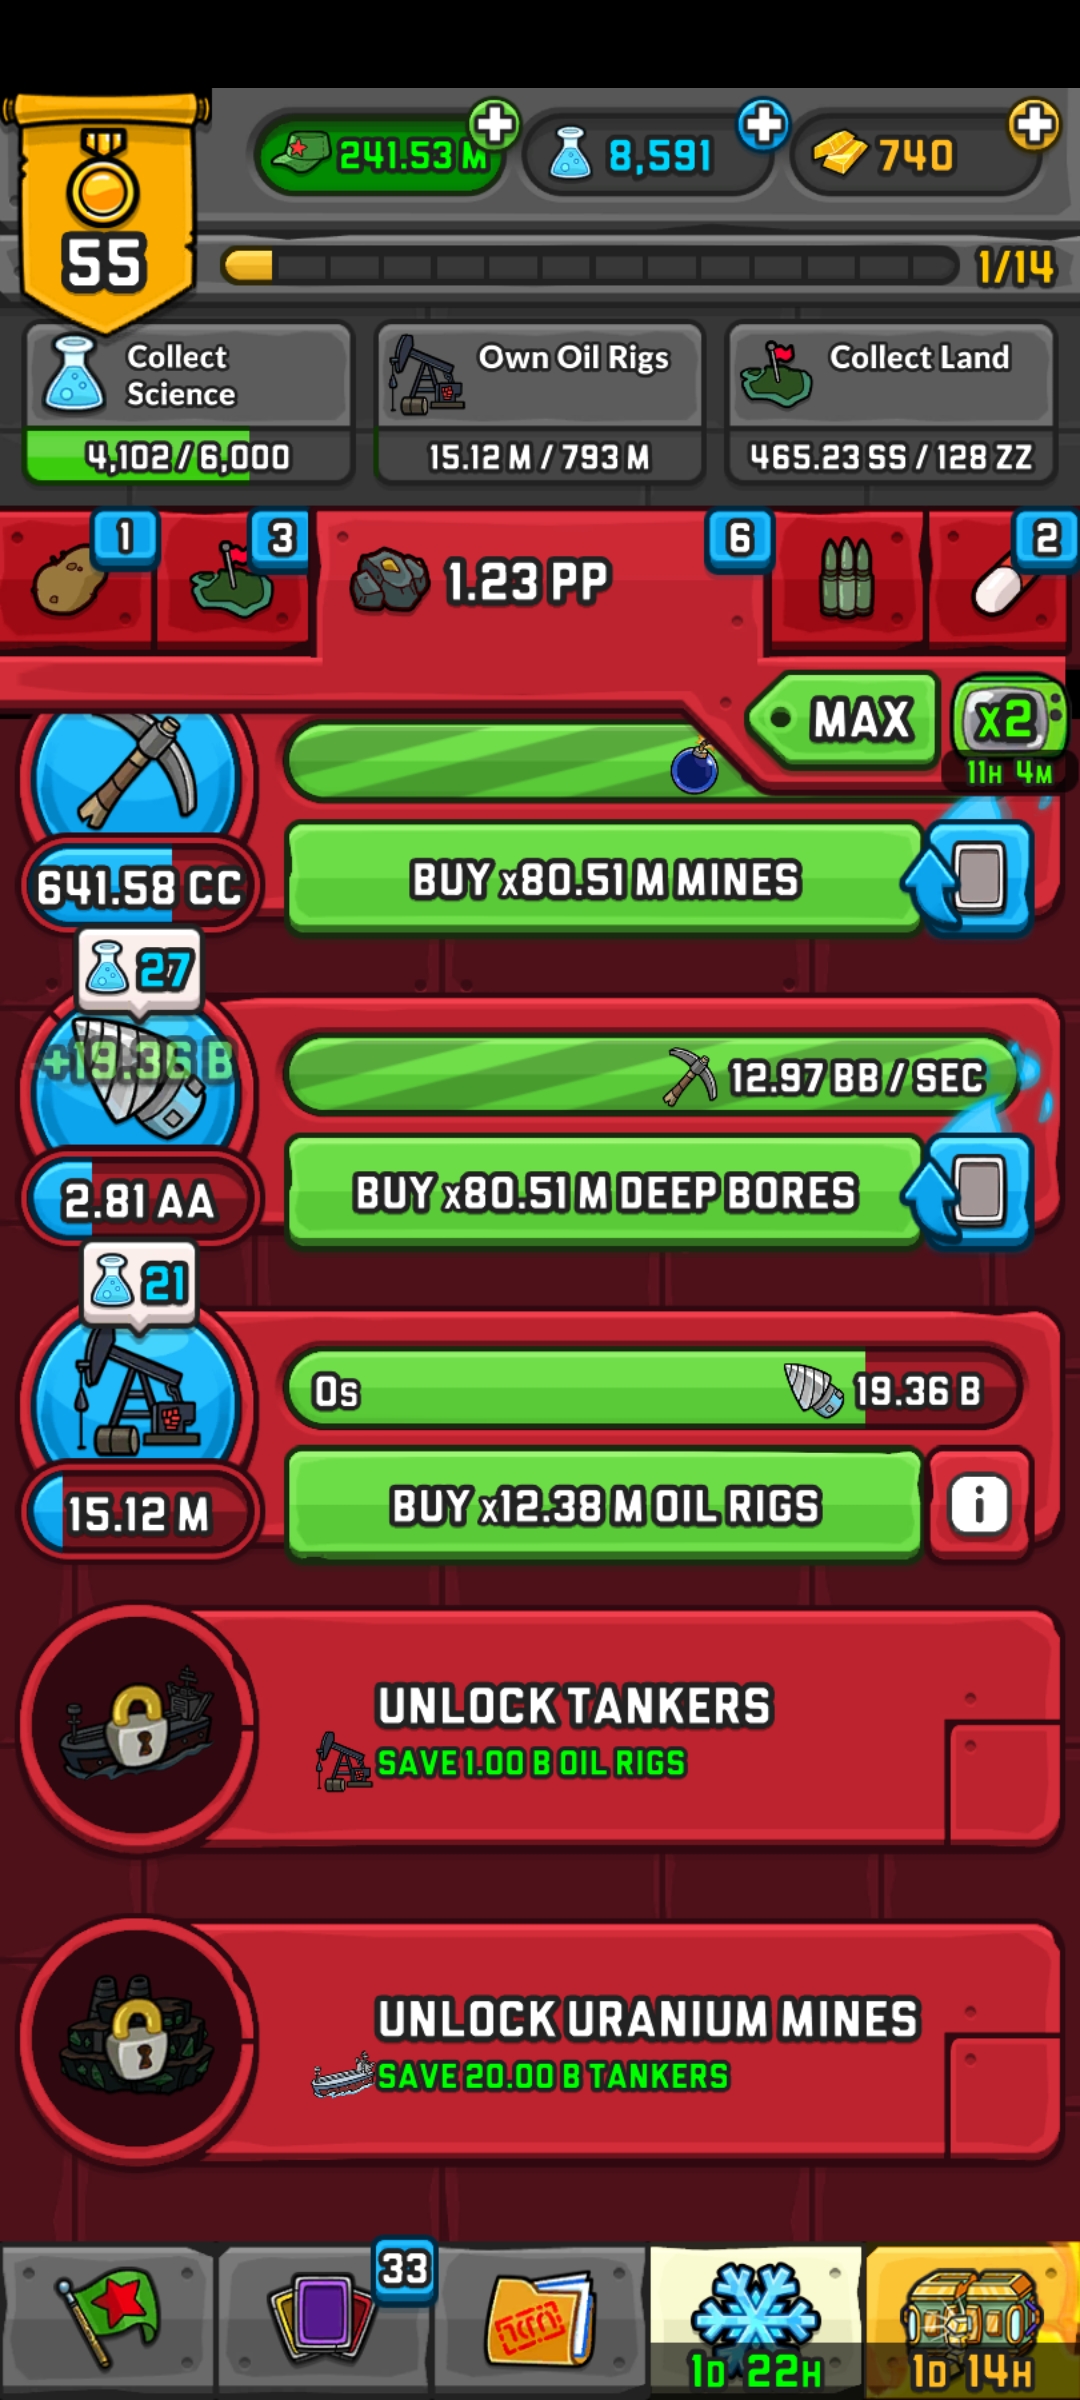 241.53 M
8,591
740
55
1/14
Collect
Science
4,102 / 6,000
Own Oil Rigs
15.12 M / 793 M
Collect Land
465.23 SS / 128 ZZ
1
3
1.23 PP
6
2
MAX
x2
11H 4M
641.58 CC
BUY x80.51 M MINES
27
+19.36 B
12.97 BB / SEC
2.81 AA
BUY x80.51 M DEEP BORES
21
0s
19.36 B
15.12 M
BUY x12.38 M OIL RIGS
i
UNLOCK TANKERS
SAVE 1.00 B OIL RIGS
UNLOCK URANIUM MINES
SAVE 20.00 B TANKERS
33
1D 22H
1D 14H